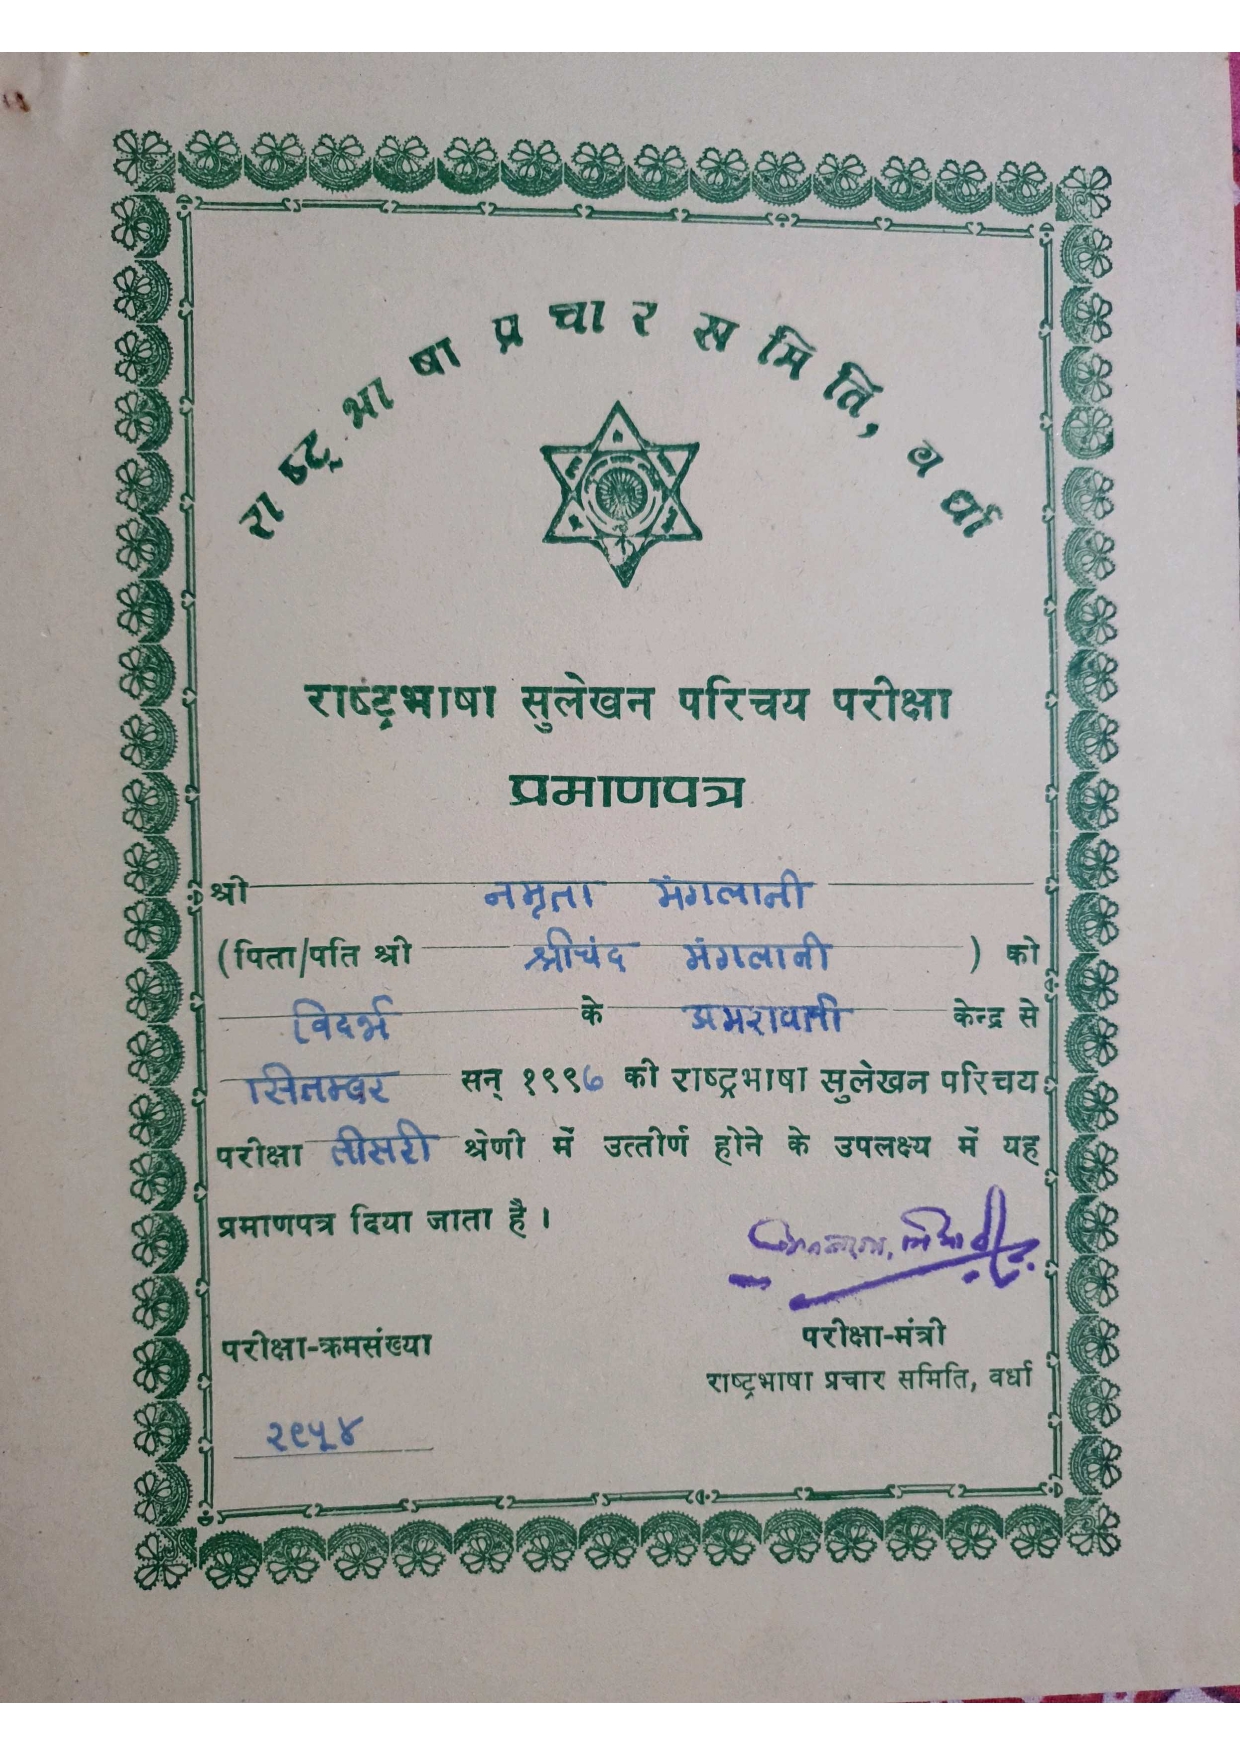 राष्ट्रभाषा प्रचार समिति, वर्धा
राष्ट्रभाषा सुलेखन परिचय परीक्षा
प्रमाणपत्र
श्री नमृता मंगलानी
(पिता/पति श्री श्रीचंद मंगलानी ) को
विदर्भ के अमरावती केन्द्र से
सितम्बर सन् १९९७ की राष्ट्रभाषा सुलेखन परिचय
परीक्षा तीसरी श्रेणी में उत्तीर्ण होने के उपलक्ष्य में यह
प्रमाणपत्र दिया जाता है ।
परीक्षा-क्रमसंख्या
परीक्षा-मंत्री
राष्ट्रभाषा प्रचार समिति, वर्धा
२९५४